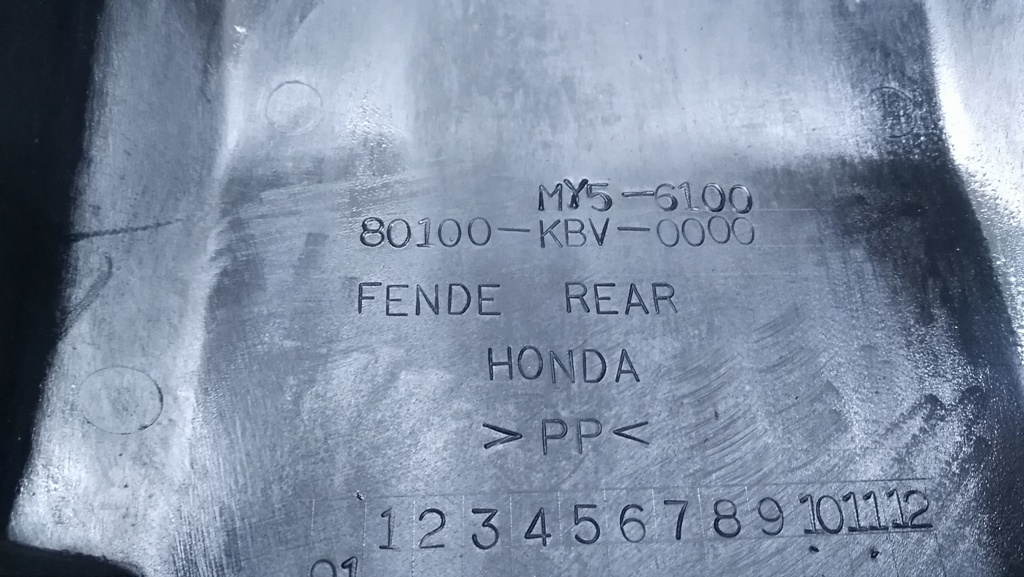 MY5-6100
80100-KBV-0000
FENDE REAR
HONDA
>PP<
1 2 3 4 5 6 7 8 9 10 11 12
01